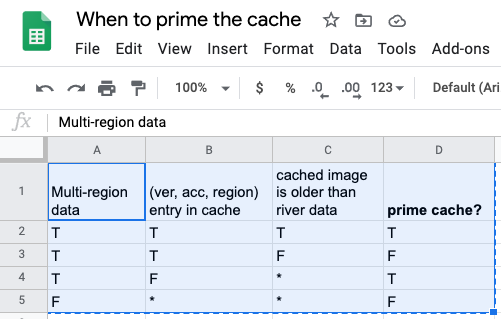 When to prime the cache
File Edit View Insert Format Data Tools Add-ons
100% $ % .0 .00 123 Default (Ari
fx Multi-region data
A B C D
1 Multi-region data (ver, acc, region) entry in cache cached image is older than river data prime cache?
2 T T T T
3 T T F F
4 T F * T
5 F * * F